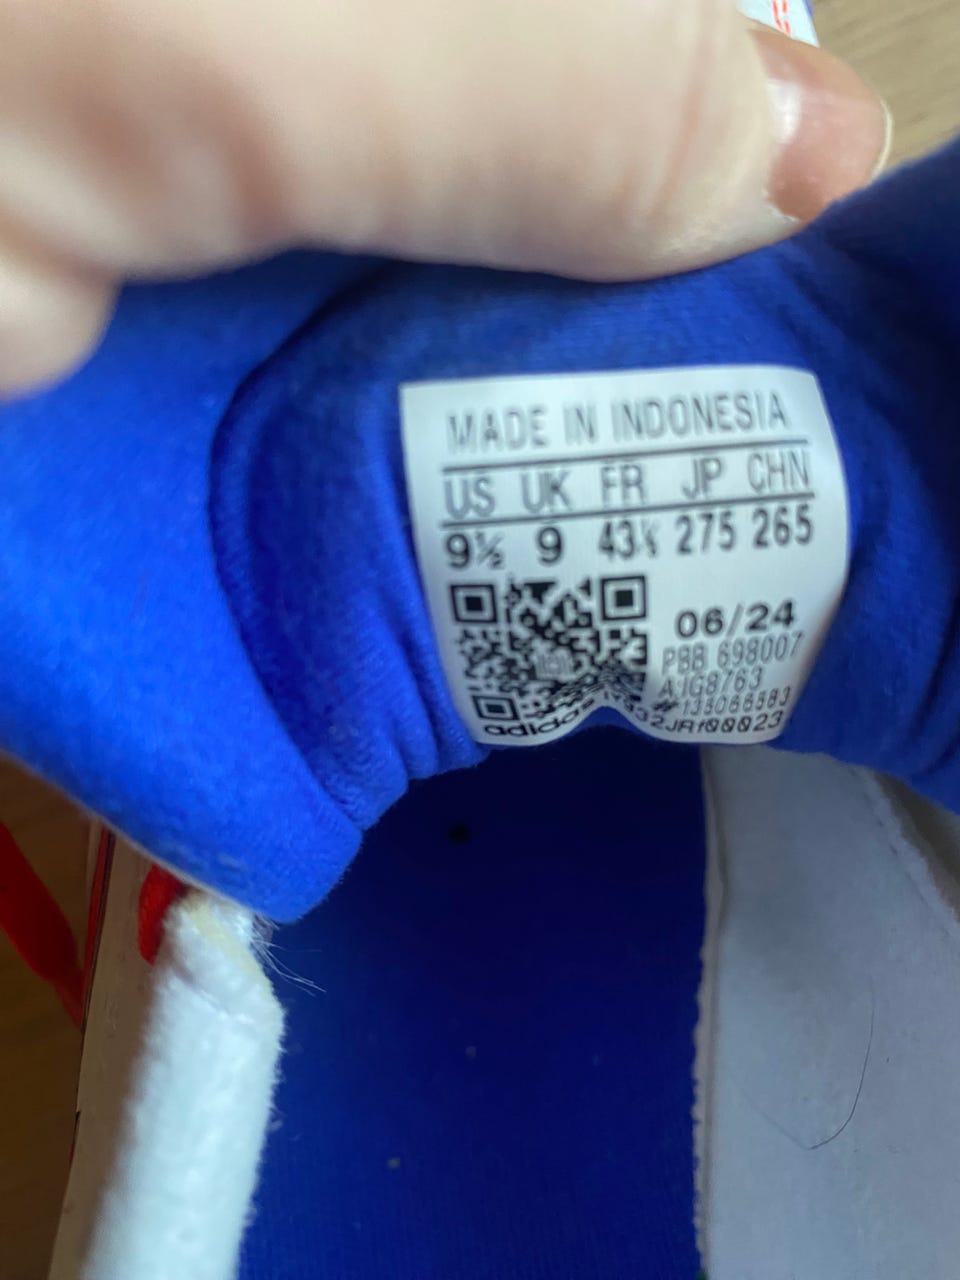 MADE IN INDONESIA
US UK FR JP CHN
9½ 9 43⅓ 275 265
06/24
PBB 698007
A1G8763
adidas